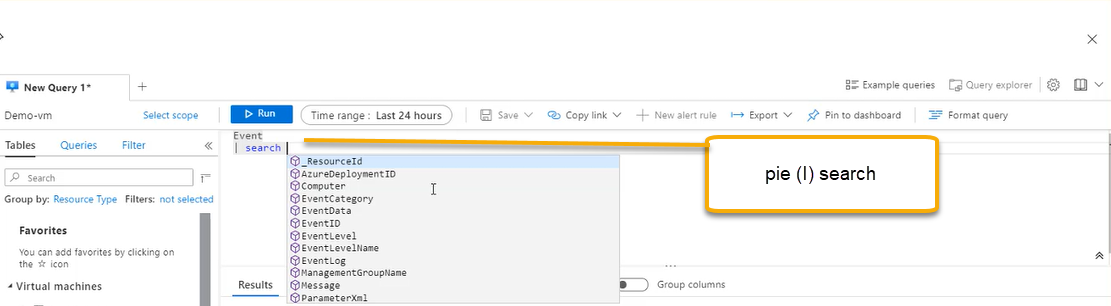 New Query 1*
Example queries
Query explorer
Demo-vm
Select scope
Run
Time range : Last 24 hours
Save
Copy link
New alert rule
Export
Pin to dashboard
Format query
Tables
Queries
Filter
Event
| search
pie (I) search
Search
Group by: Resource Type
Filters: not selected
Favorites
You can add favorites by clicking on
the ☆ icon
Virtual machines
_ResourceId
AzureDeploymentID
Computer
EventCategory
EventData
EventID
EventLevel
EventLevelName
EventLog
ManagementGroupName
Message
ParameterXml
Results
Group columns